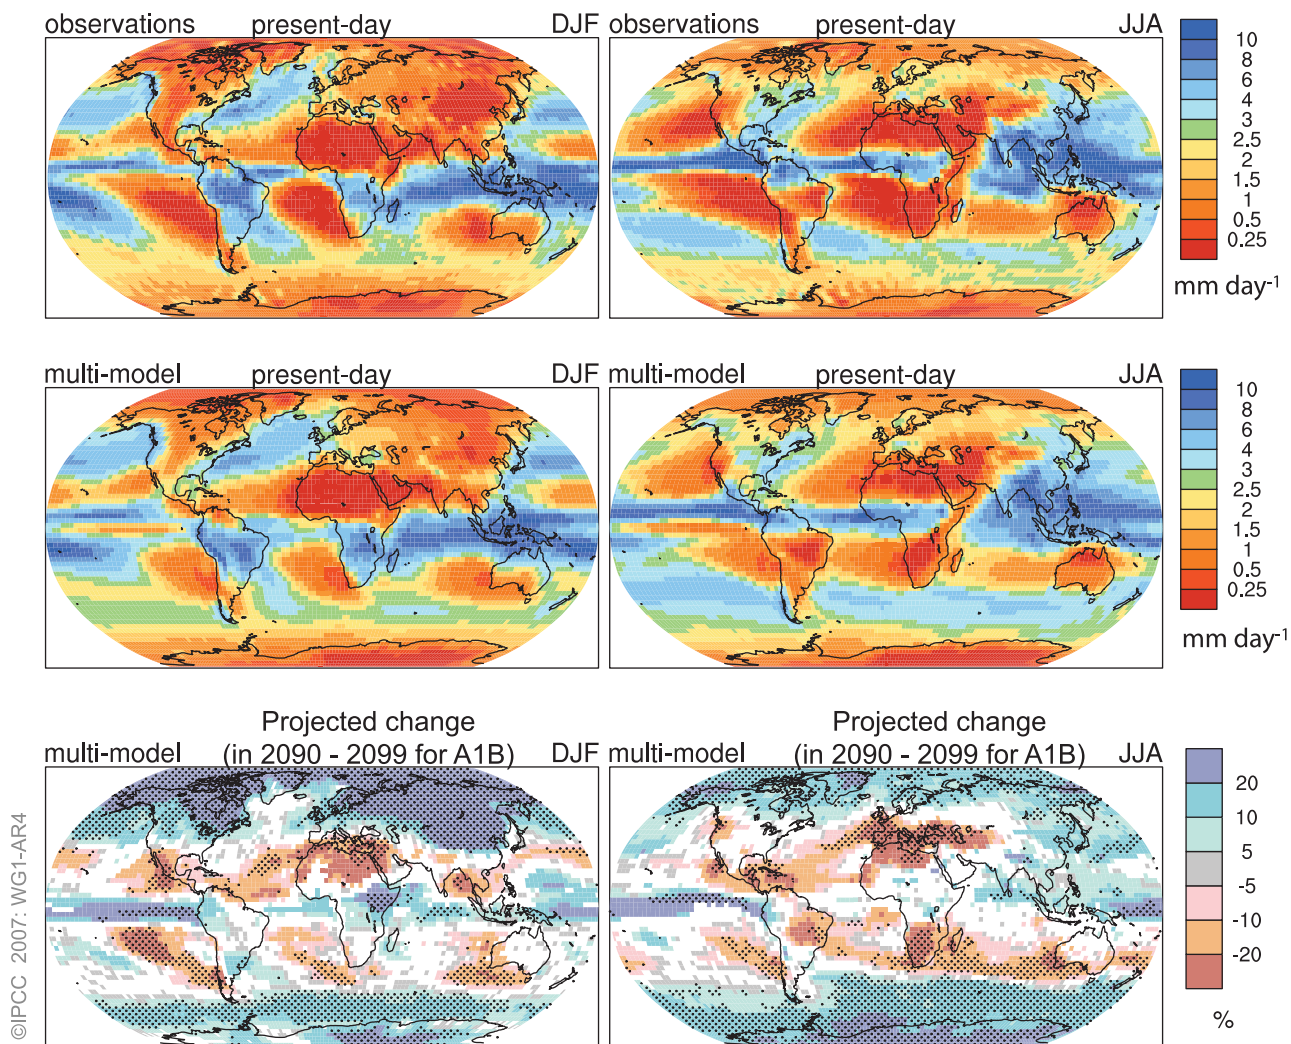 observations present-day DJF
observations present-day JJA
10
8
6
4
3
2.5
2
1.5
1
0.5
0.25
mm day-1
multi-model present-day DJF
multi-model present-day JJA
10
8
6
4
3
2.5
2
1.5
1
0.5
0.25
mm day-1
Projected change
multi-model (in 2090 - 2099 for A1B) DJF
Projected change
multi-model (in 2090 - 2099 for A1B) JJA
20
10
5
-5
-10
-20
%
©IPCC 2007: WG1-AR4